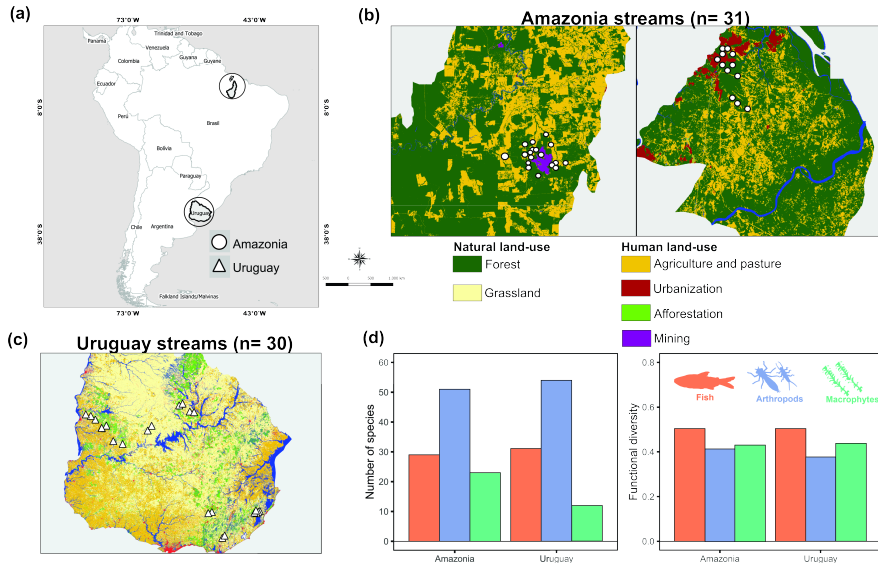 (a)
73°0'W 43°0'W
Trinidad and Tobago
Panamá
Venezuela
Guyana
Guyane
Colombia
Ecuador
8°0'S
8°0'S
Perú
Brasil
Bolivia
Paraguay
Uruguay
Chile
Argentina
38°0'S
38°0'S
Amazonia
Uruguay
Falkland Islands/Malvinas
73°0'W 43°0'W
(b)
Amazonia streams (n= 31)
Natural land-use
Forest
Grassland
Human land-use
Agriculture and pasture
Urbanization
Afforestation
Mining
(c)
Uruguay streams (n= 30)
(d)
Number of species
60
50
40
30
20
10
0
Amazonia Uruguay
Functional diversity
0.8
0.6
0.4
0.2
0.0
Fish
Arthropods
Macrophytes
Amazonia Uruguay